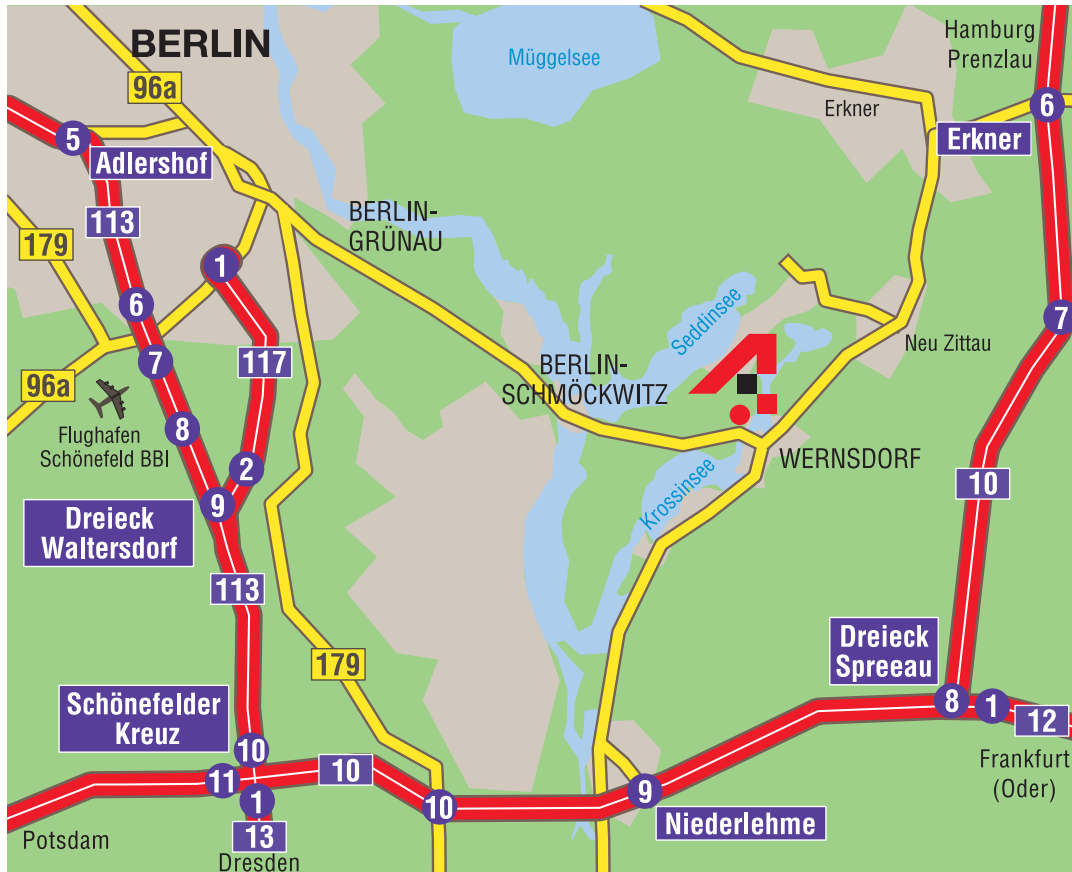 BERLIN
96a
5
Adlershof
113
179
1
6
7
117
96a
Flughafen
Schönefeld BBI
8
2
9
Dreieck
Waltersdorf
113
179
Schönefelder
Kreuz
10
11
10
1
13
Dresden
Potsdam
10
Müggelsee
BERLIN-
GRÜNAU
Seddinsee
BERLIN-
SCHMÖCKWITZ
Krossinsee
WERNSDORF
Neu Zittau
Erkner
Hamburg
Prenzlau
6
Erkner
7
10
Dreieck
Spreeau
8
1
12
Frankfurt
(Oder)
9
Niederlehme